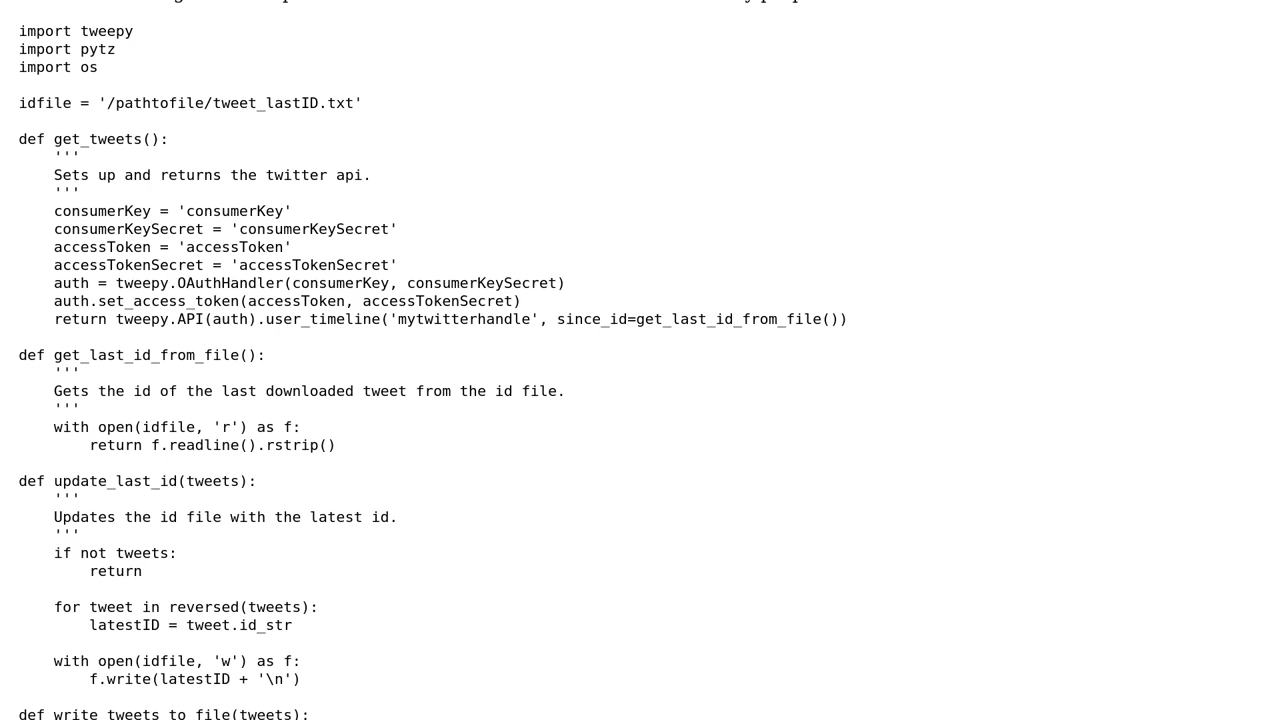 import tweepy
import pytz
import os

idfile = '/pathtofile/tweet_lastID.txt'

def get_tweets():
    '''
    Sets up and returns the twitter api.
    '''
    consumerKey = 'consumerKey'
    consumerKeySecret = 'consumerKeySecret'
    accessToken = 'accessToken'
    accessTokenSecret = 'accessTokenSecret'
    auth = tweepy.OAuthHandler(consumerKey, consumerKeySecret)
    auth.set_access_token(accessToken, accessTokenSecret)
    return tweepy.API(auth).user_timeline('mytwitterhandle', since_id=get_last_id_from_file())

def get_last_id_from_file():
    '''
    Gets the id of the last downloaded tweet from the id file.
    '''
    with open(idfile, 'r') as f:
        return f.readline().rstrip()

def update_last_id(tweets):
    '''
    Updates the id file with the latest id.
    '''
    if not tweets:
        return

    for tweet in reversed(tweets):
        latestID = tweet.id_str

    with open(idfile, 'w') as f:
        f.write(latestID + '\n')

def write_tweets_to_file(tweets):